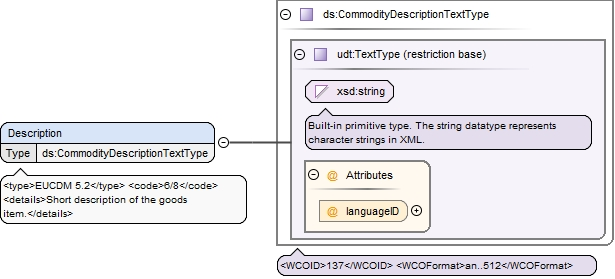 ds:CommodityDescriptionTextType
udt:TextType (restriction base)
xsd:string
Built-in primitive type. The string datatype represents
character strings in XML.
Description
Type ds:CommodityDescriptionTextType
<type>EUCDM 5.2</type> <code>6/8</code>
<details>Short description of the goods
item.</details>
@ Attributes
@ languageID
<WCOID>137</WCOID> <WCOFormat>an..512</WCOFormat>